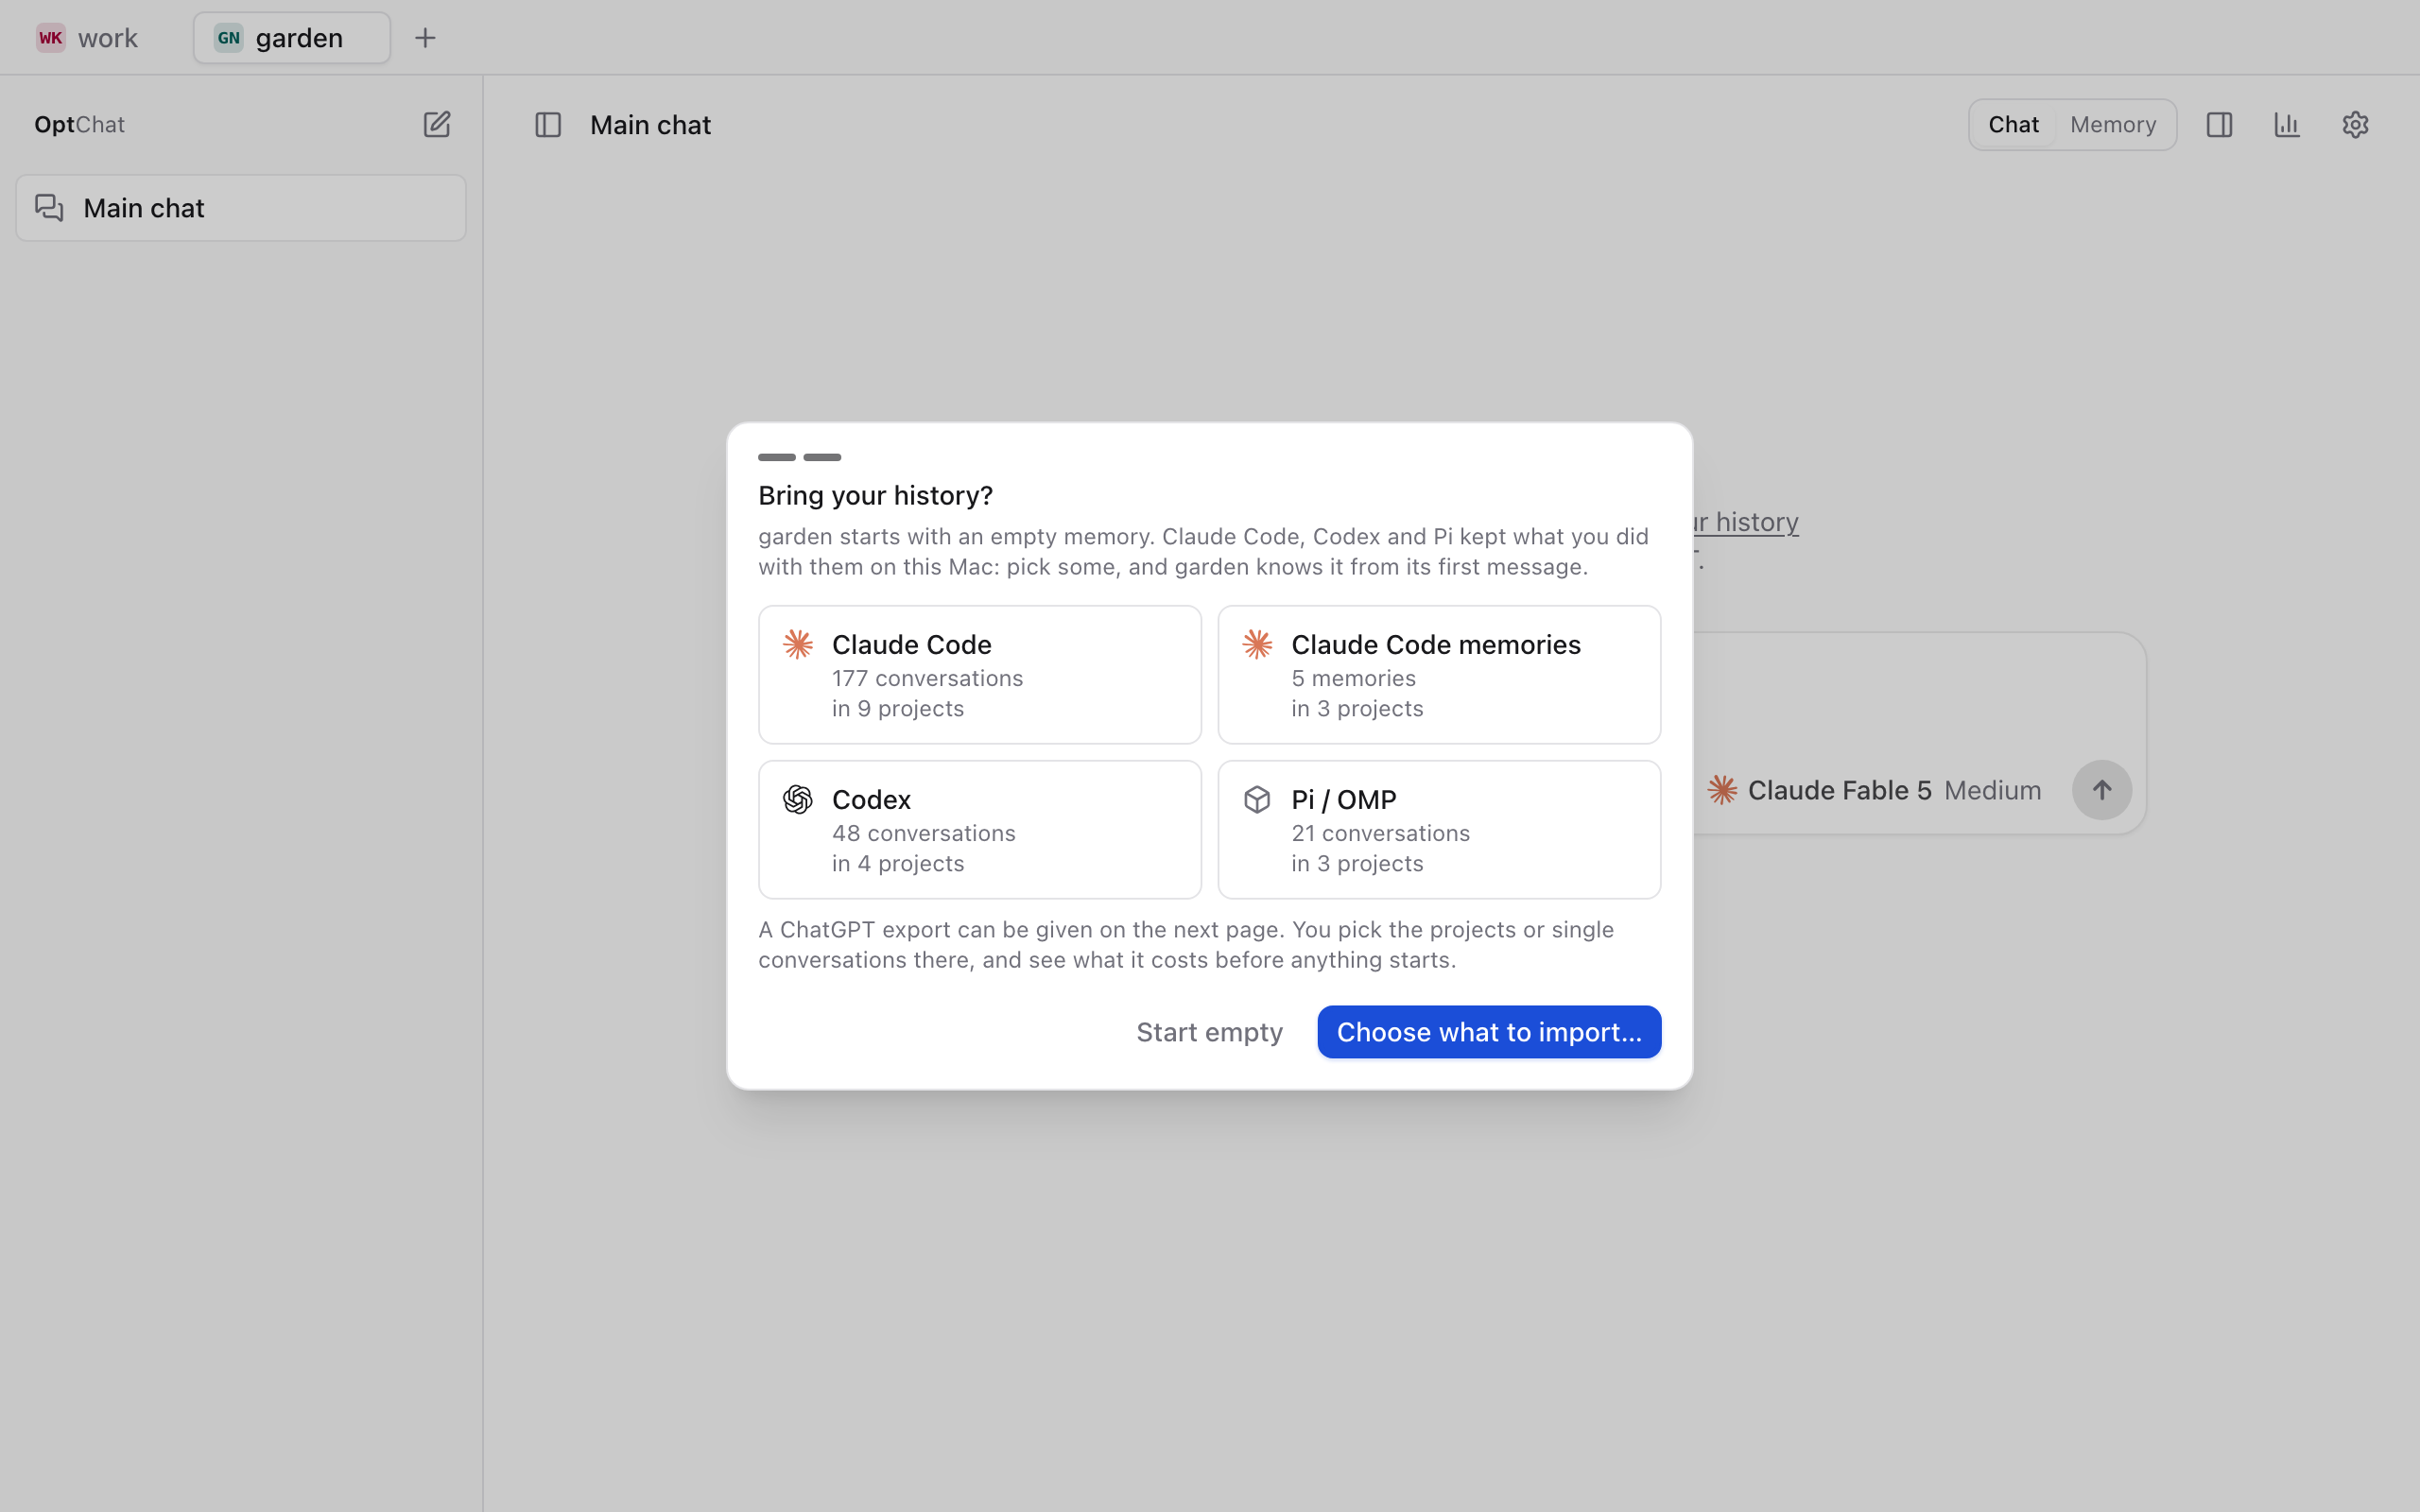 WK work
GN garden
OptChat
Main chat
Chat Memory
Main chat
ur history
Bring your history?
garden starts with an empty memory. Claude Code, Codex and Pi kept what you did
with them on this Mac: pick some, and garden knows it from its first message.
Claude Code
177 conversations
in 9 projects
Claude Code memories
5 memories
in 3 projects
Codex
48 conversations
in 4 projects
Pi / OMP
21 conversations
in 3 projects
Claude Fable 5 Medium
A ChatGPT export can be given on the next page. You pick the projects or single
conversations there, and see what it costs before anything starts.
Start empty
Choose what to import...